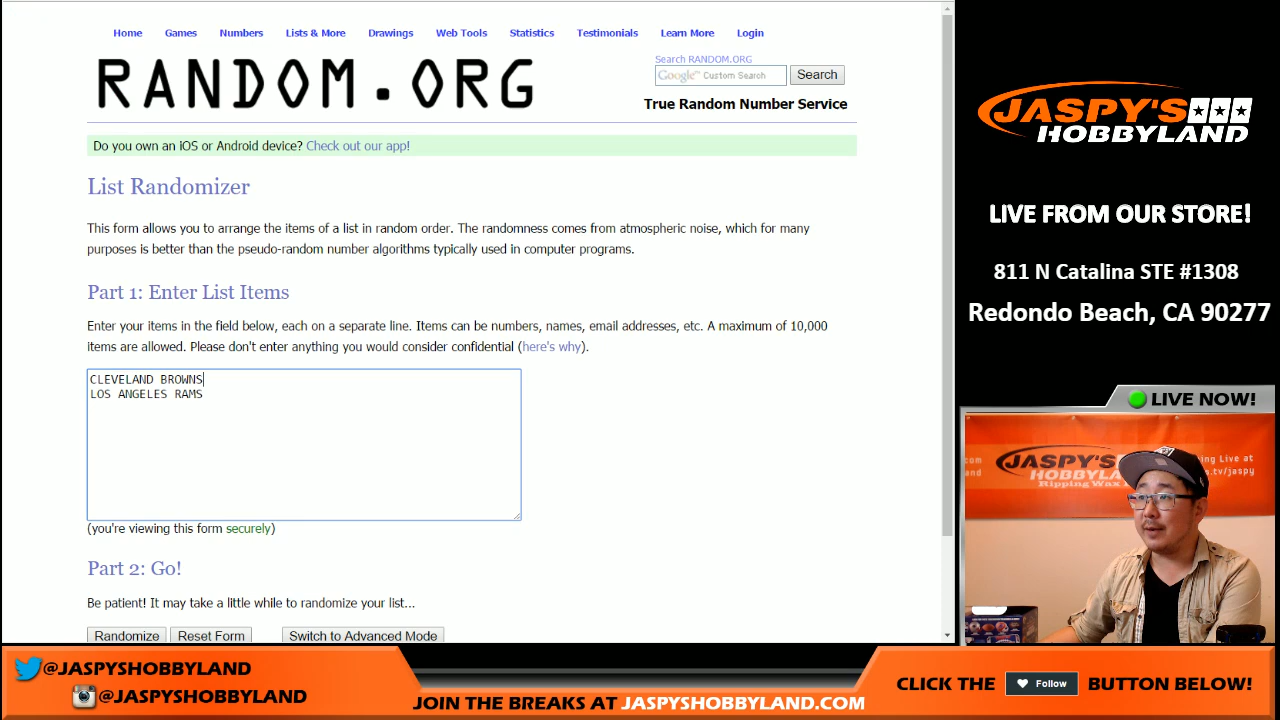 Home Games Numbers Lists & More Drawings Web Tools Statistics Testimonials Learn More Login
RANDOM.ORG
Search RANDOM.ORG
Google™ Custom Search Search
True Random Number Service
Do you own an iOS or Android device? Check out our app!
List Randomizer
This form allows you to arrange the items of a list in random order. The randomness comes from atmospheric noise, which for many
purposes is better than the pseudo-random number algorithms typically used in computer programs.
Part 1: Enter List Items
Enter your items in the field below, each on a separate line. Items can be numbers, names, email addresses, etc. A maximum of 10,000
items are allowed. Please don't enter anything you would consider confidential (here's why).
CLEVELAND BROWNS
LOS ANGELES RAMS
(you're viewing this form securely)
Part 2: Go!
Be patient! It may take a little while to randomize your list...
Randomize Reset Form Switch to Advanced Mode
JASPY'S
HOBBYLAND
LIVE FROM OUR STORE!
811 N Catalina STE #1308
Redondo Beach, CA 90277
LIVE NOW!
JASPY'S
HOBBYLAND
Ripping Wax
Live at
.tv/jaspy
.com
@JASPYSHOBBYLAND
@JASPYSHOBBYLAND
JOIN THE BREAKS AT JASPYSHOBBYLAND.COM
CLICK THE Follow BUTTON BELOW!